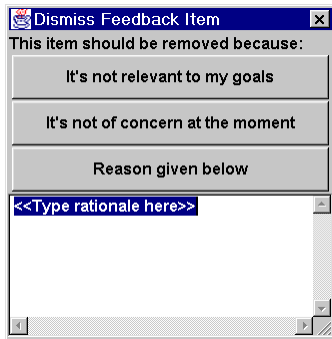 Dismiss Feedback Item
This item should be removed because:
It's not relevant to my goals
It's not of concern at the moment
Reason given below
<<Type rationale here>>